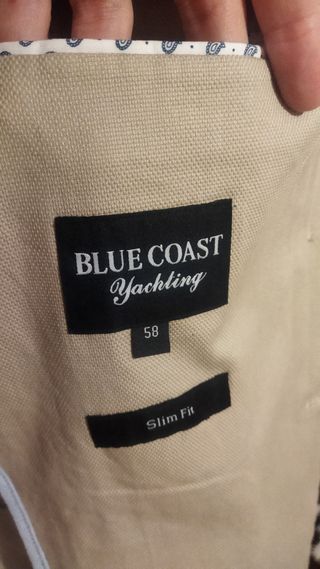 BLUE COAST
Yachting
58
Slim Fit